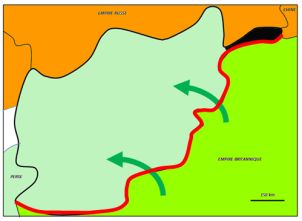 EMPIRE RUSSE
CHINE
PERSE
EMPIRE BRITANNIQUE
250 km